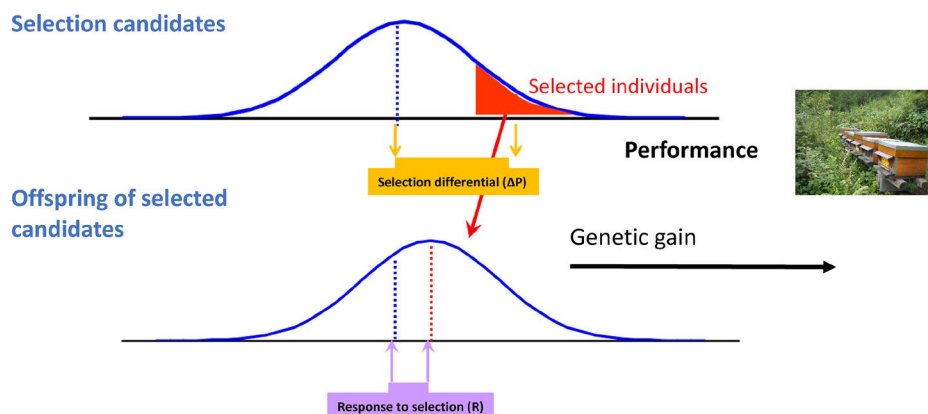 Selection candidates
Selected individuals
Performance
Selection differential (ΔP)
Offspring of selected
candidates
Genetic gain
Response to selection (R)